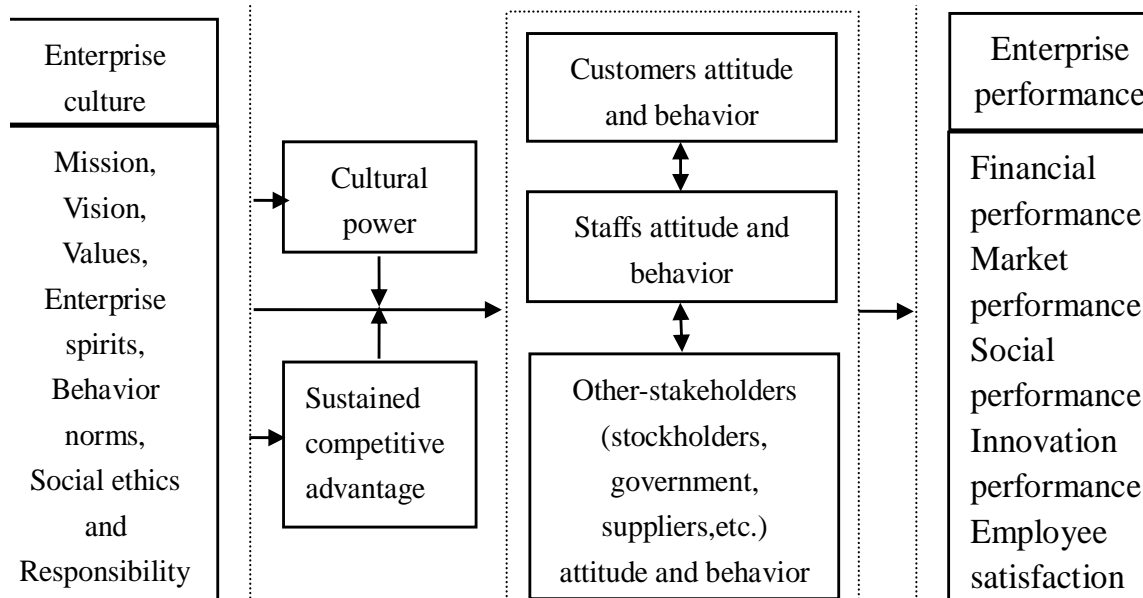 Enterprise
culture
Mission,
Vision,
Values,
Enterprise
spirits,
Behavior
norms,
Social ethics
and
Responsibility
Cultural
power
Sustained
competitive
advantage
Customers attitude
and behavior
Staffs attitude and
behavior
Other-stakeholders
(stockholders,
government,
suppliers,etc.)
attitude and behavior
Enterprise
performance
Financial
performance
Market
performance
Social
performance
Innovation
performance
Employee
satisfaction